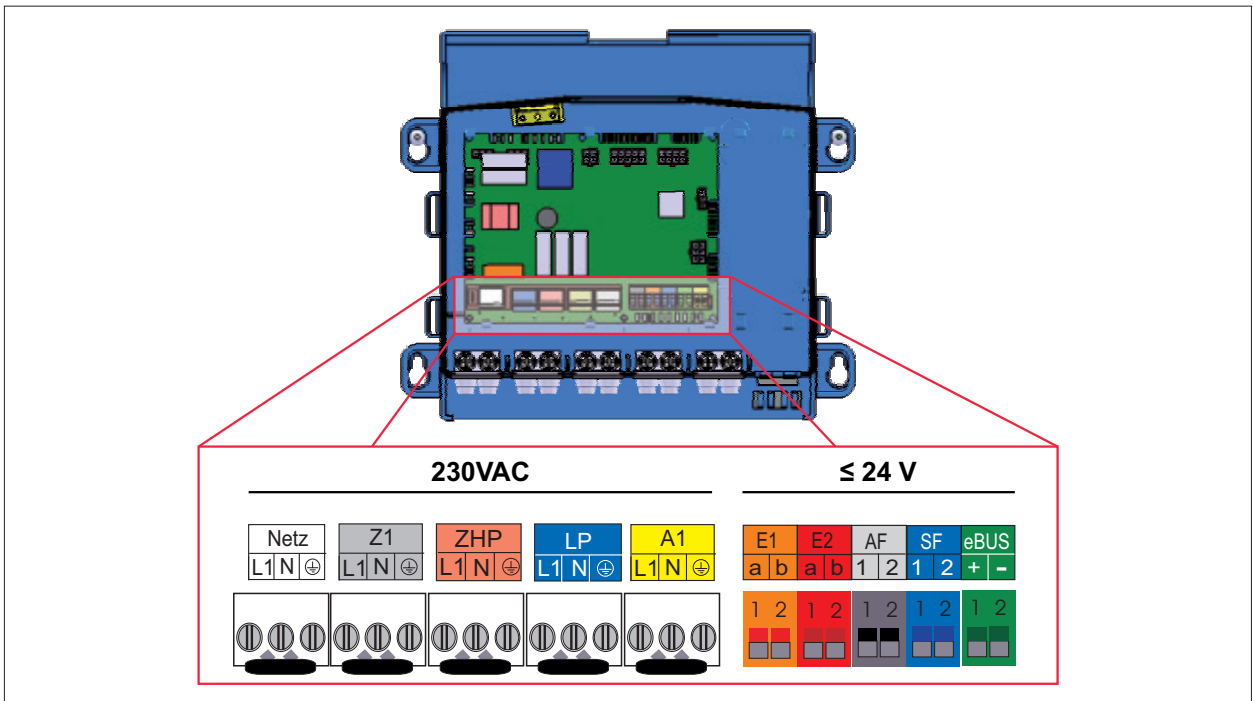 230VAC ≤ 24 V
Netz Z1 ZHP LP A1 E1 E2 AF SF eBUS
L1 N ⏚ L1 N ⏚ L1 N ⏚ L1 N ⏚ L1 N ⏚ a b a b 1 2 1 2 + -
1 2 1 2 1 2 1 2 1 2